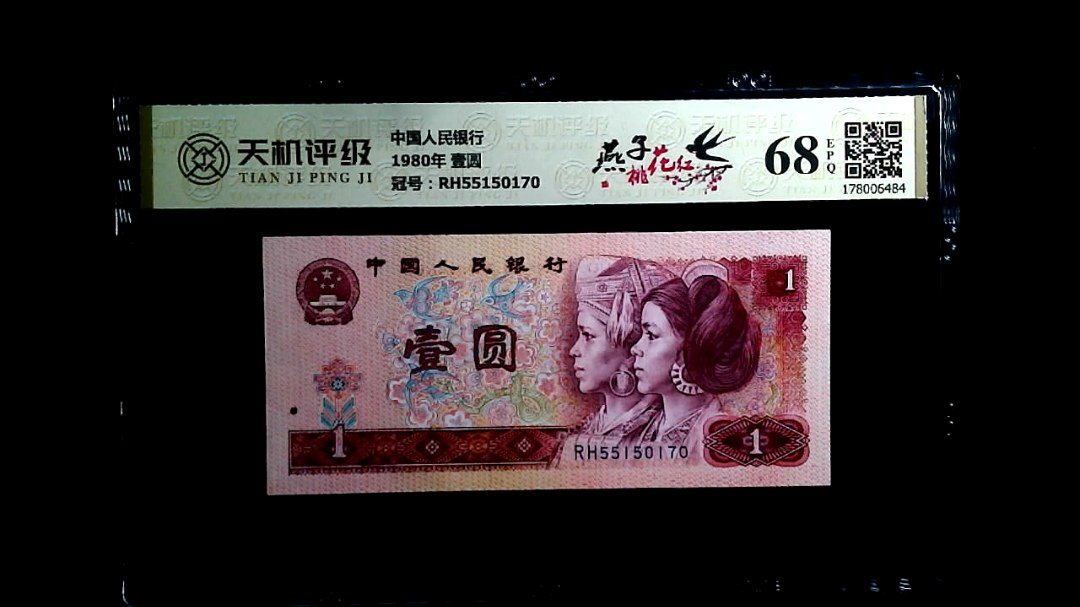 天机评级
TIAN JI PING JI
中国人民银行
1980年 壹圆
冠号：RH55150170
燕子
桃花红
68
EPQ
178006484
中国人民银行
1
壹圆
1
RH55150170
1